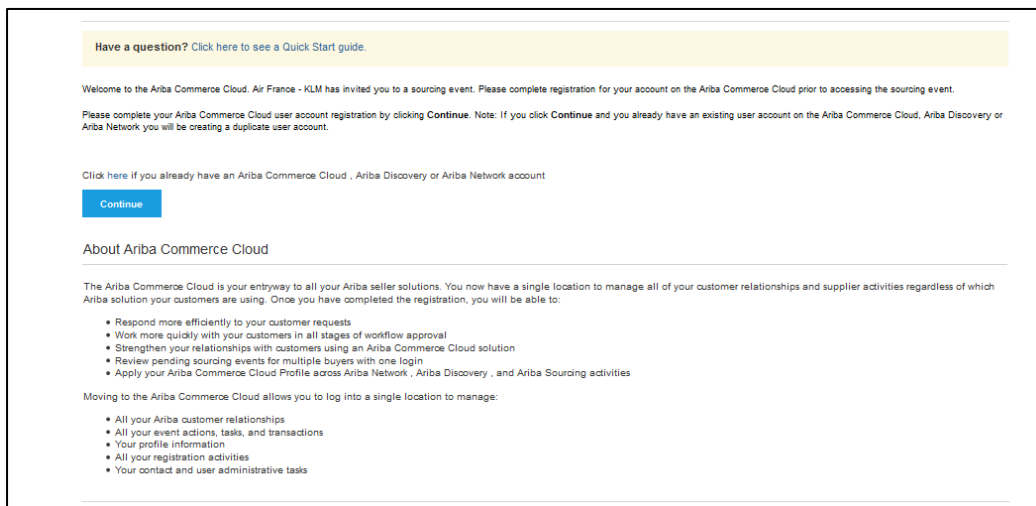 Have a question? Click here to see a Quick Start guide.
Welcome to the Ariba Commerce Cloud. Air France - KLM has invited you to a sourcing event. Please complete registration for your account on the Ariba Commerce Cloud prior to accessing the sourcing event.
Please complete your Ariba Commerce Cloud user account registration by clicking Continue. Note: If you click Continue and you already have an existing user account on the Ariba Commerce Cloud, Ariba Discovery or
Ariba Network you will be creating a duplicate user account.
Click here if you already have an Ariba Commerce Cloud , Ariba Discovery or Ariba Network account
Continue
About Ariba Commerce Cloud
The Ariba Commerce Cloud is your entryway to all your Ariba seller solutions. You now have a single location to manage all of your customer relationships and supplier activities regardless of which
Ariba solution your customers are using. Once you have completed the registration, you will be able to:
• Respond more efficiently to your customer requests
• Work more quickly with your customers in all stages of workflow approval
• Strengthen your relationships with customers using an Ariba Commerce Cloud solution
• Review pending sourcing events for multiple buyers with one login
• Apply your Ariba Commerce Cloud Profile across Ariba Network , Ariba Discovery , and Ariba Sourcing activities
Moving to the Ariba Commerce Cloud allows you to log into a single location to manage:
• All your Ariba customer relationships
• All your event actions, tasks, and transactions
• Your profile information
• All your registration activities
• Your contact and user administrative tasks